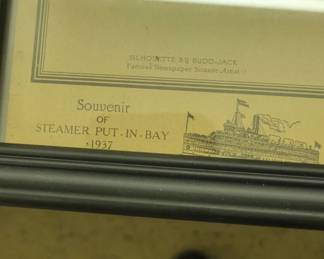 SILHOUETTE BY BUDD-JACK
Famous Newspaper Scissor Artist
Souvenir
OF
STEAMER PUT-IN-BAY
1937